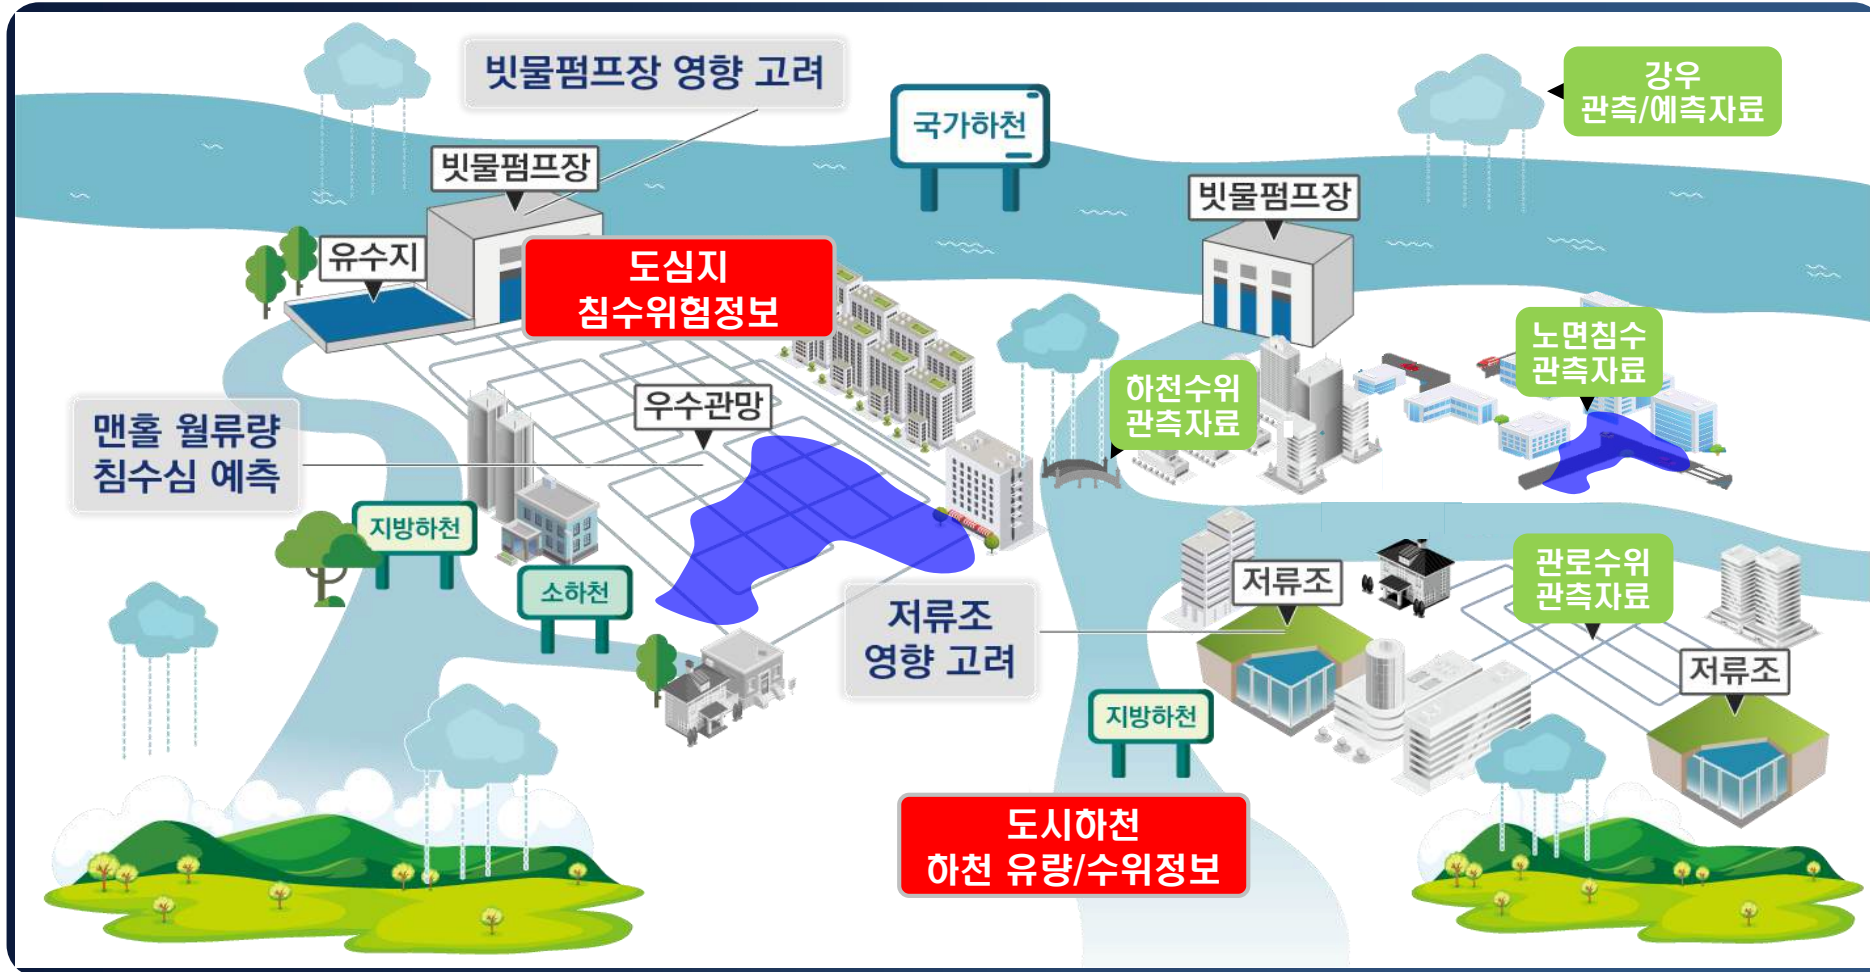 빗물펌프장 영향 고려
강우
관측/예측자료
국가하천
빗물펌프장
빗물펌프장
유수지
도심지
침수위험정보
노면침수
관측자료
하천수위
관측자료
우수관망
맨홀 월류량
침수심 예측
지방하천
소하천
저류조
영향 고려
저류조
관로수위
관측자료
저류조
지방하천
도시하천
하천 유량/수위정보